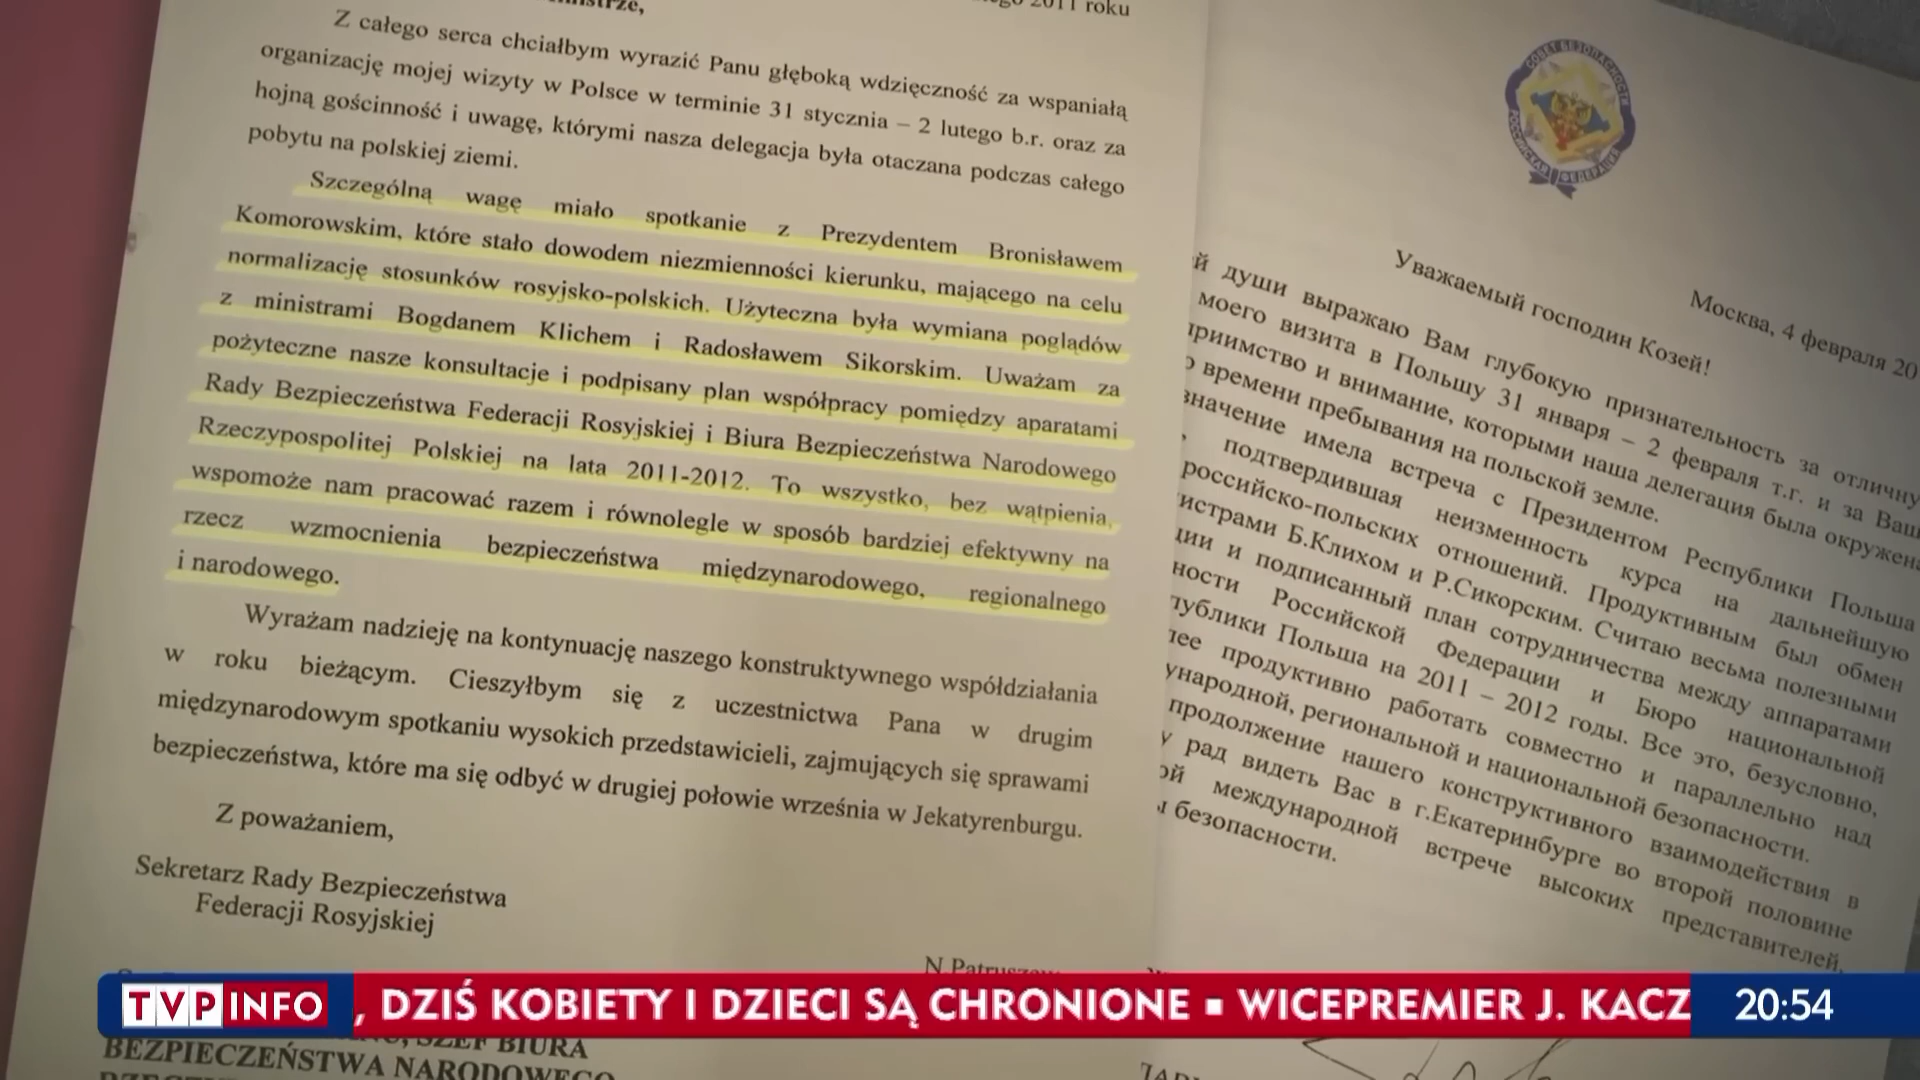 2011 roku
Z całego serca chciałbym wyrazić Panu głęboką wdzięczność za wspaniałą
organizację mojej wizyty w Polsce w terminie 31 stycznia – 2 lutego b.r. oraz za
hojną gościnność i uwagę, którymi nasza delegacja była otaczana podczas całego
pobytu na polskiej ziemi.
Szczególną wagę miało spotkanie z Prezydentem Bronisławem
Komorowskim, które stało dowodem niezmienności kierunku, mającego na celu
normalizację stosunków rosyjsko-polskich. Użyteczna była wymiana poglądów
z ministrami Bogdanem Klichem i Radosławem Sikorskim. Uważam za
pożyteczne nasze konsultacje i podpisany plan współpracy pomiędzy aparatami
Rady Bezpieczeństwa Federacji Rosyjskiej i Biura Bezpieczeństwa Narodowego
Rzeczypospolitej Polskiej na lata 2011-2012. To wszystko, bez wątpienia,
wspomoże nam pracować razem i równolegle w sposób bardziej efektywny na
rzecz wzmocnienia bezpieczeństwa międzynarodowego, regionalnego
i narodowego.
Wyrażam nadzieję na kontynuację naszego konstruktywnego współdziałania
w roku bieżącym. Cieszyłbym się z uczestnictwa Pana w drugim
międzynarodowym spotkaniu wysokich przedstawicieli, zajmujących się sprawami
bezpieczeństwa, które ma się odbyć w drugiej połowie września w Jekatyrenburgu.
Z poważaniem,
Sekretarz Rady Bezpieczeństwa
Federacji Rosyjskiej
SZEF BIURA
BEZPIECZEŃSTWA NARODOWEGO
СОВЕТ БЕЗОПАСНОСТИ
РОССИЙСКАЯ ФЕДЕРАЦИЯ
Москва, 4 февраля 20
Уважаемый господин Козей!
й души выражаю Вам глубокую признательность за отличну
моего визита в Польшу 31 января – 2 февраля т.г. и за Ваш
приимство и внимание, которыми наша делегация была окружена
о времени пребывания на польской земле.
значение имела встреча с Президентом Республики Польша
, подтвердившая неизменность курса на дальнейшую
российско-польских отношений. Продуктивным был обмен
истрами Б.Клихом и Р.Сикорским. Считаю весьма полезными
ции и подписанный план сотрудничества между аппаратами
ности Российской Федерации и Бюро национальной
публики Польша на 2011 – 2012 годы. Все это, безусловно,
лее продуктивно работать совместно и параллельно над
ународной, региональной и национальной безопасности.
продолжение нашего конструктивного взаимодействия в
у рад видеть Вас в г.Екатеринбурге во второй половине
ой международной встрече высоких представителей,
ы безопасности.
TVP INFO
, DZIŚ KOBIETY I DZIECI SĄ CHRONIONE ▪ WICEPREMIER J. KACZ
20:54